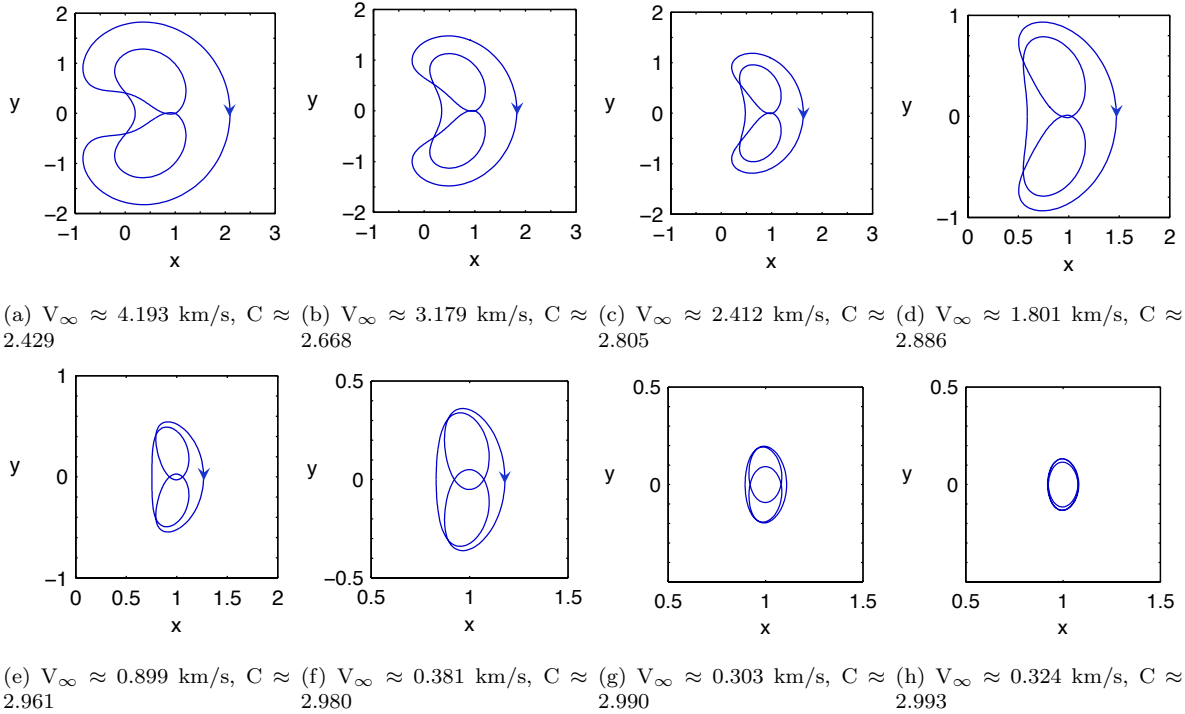 2
1
y
0
−1
−2
−1
0
1
2
3
x
2
1
y
0
−1
−2
−1
0
1
2
3
x
2
1
y
0
−1
−2
−1
0
1
2
3
x
1
y
0
−1
0
0.5
1
1.5
2
x
(a) V∞ ≈ 4.193 km/s, C ≈
2.429
(b) V∞ ≈ 3.179 km/s, C ≈
2.668
(c) V∞ ≈ 2.412 km/s, C ≈
2.805
(d) V∞ ≈ 1.801 km/s, C ≈
2.886
1
y
0
−1
0
0.5
1
1.5
2
x
0.5
y
0
−0.5
0.5
1
1.5
x
0.5
y
0
0.5
1
1.5
x
0.5
y
0
0.5
1
1.5
x
(e) V∞ ≈ 0.899 km/s, C ≈
2.961
(f) V∞ ≈ 0.381 km/s, C ≈
2.980
(g) V∞ ≈ 0.303 km/s, C ≈
2.990
(h) V∞ ≈ 0.324 km/s, C ≈
2.993